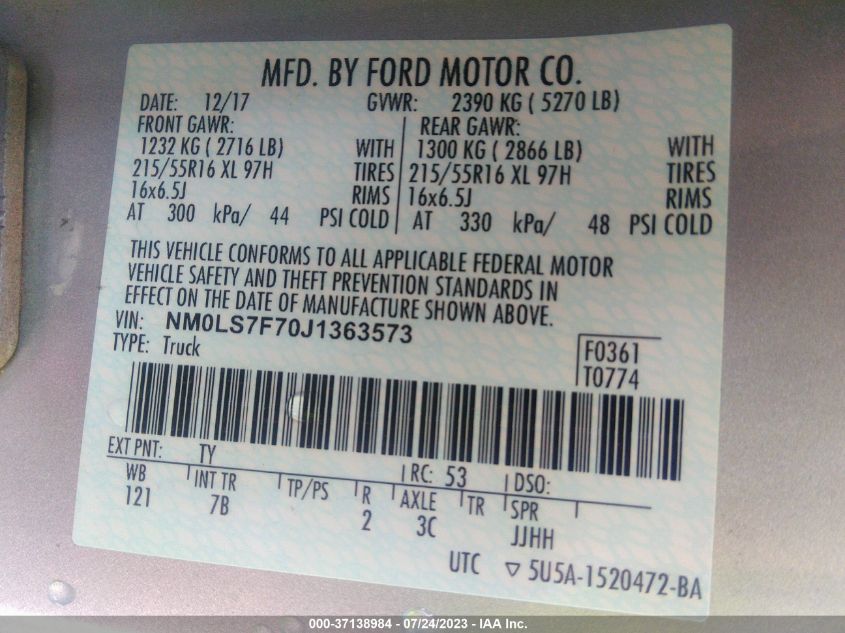 MFD. BY FORD MOTOR CO.
DATE: 12/17 GVWR: 2390 KG ( 5270 LB)
FRONT GAWR: REAR GAWR:
1232 KG ( 2716 LB) WITH 1300 KG ( 2866 LB) WITH
215/55R16 XL 97H TIRES 215/55R16 XL 97H TIRES
16x6.5J RIMS 16x6.5J RIMS
AT 300 kPa/ 44 PSI COLD AT 330 kPa/ 48 PSI COLD
THIS VEHICLE CONFORMS TO ALL APPLICABLE FEDERAL MOTOR
VEHICLE SAFETY AND THEFT PREVENTION STANDARDS IN
EFFECT ON THE DATE OF MANUFACTURE SHOWN ABOVE.
VIN: NM0LS7F70J1363573
TYPE: Truck
F0361
T0774
EXT PNT: TY RC: 53 DSO:
WB INT TR TP/PS R AXLE TR SPR
121 7B 2 3C JJHH
UTC ▽ 5U5A-1520472-BA
000-37138984 - 07/24/2023 - IAA Inc.